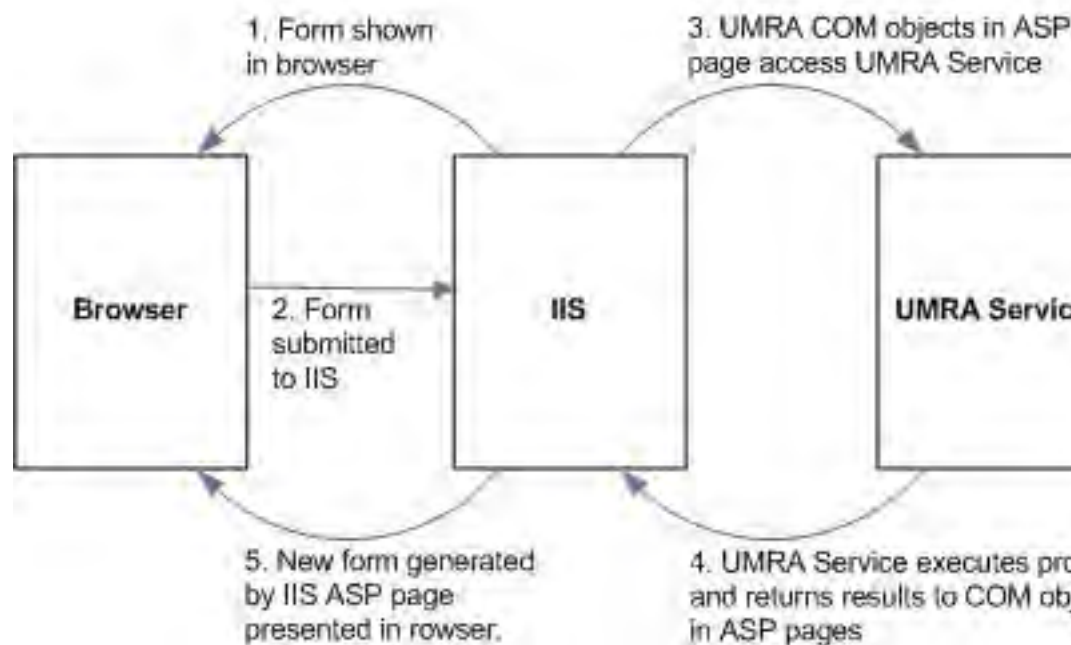 1. Form shown
in browser
3. UMRA COM objects in ASP
page access UMRA Service
Browser
2. Form
submitted
to IIS
IIS
UMRA Servic
5. New form generated
by IIS ASP page
presented in rowser.
4. UMRA Service executes pro
and returns results to COM obj
in ASP pages